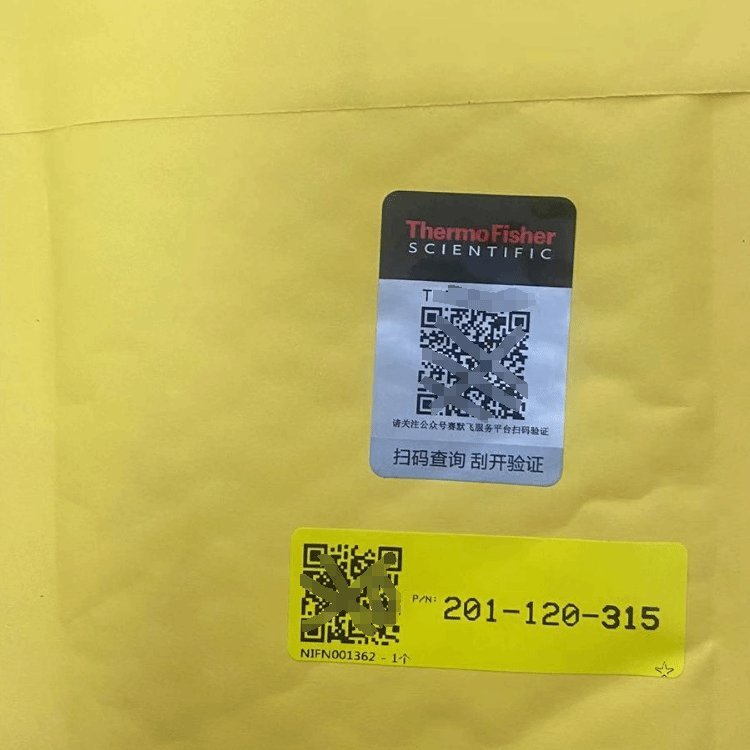 ThermoFisher
SCIENTIFIC
T
请关注公众号赛默飞服务平台扫码验证
扫码查询 刮开验证
P/N: 201-120-315
NIFN001362 - 1个